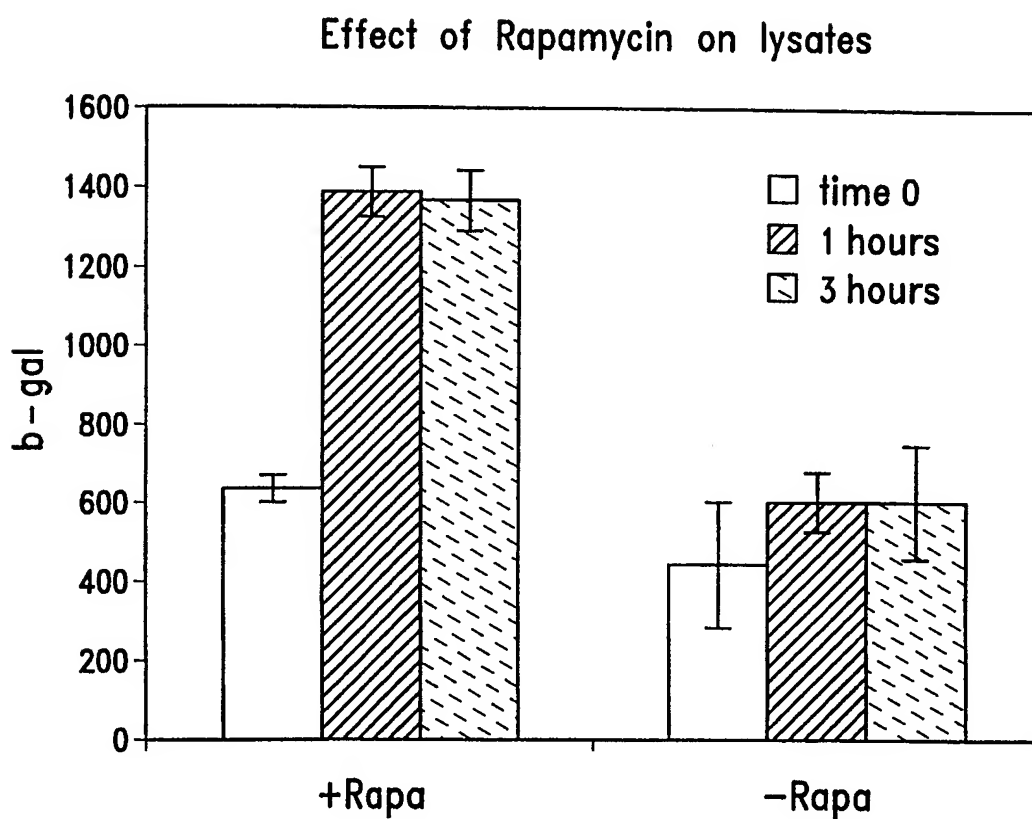 Effect of Rapamycin on lysates
b-gal
1600
1400
1200
1000
800
600
400
200
0
time 0
1 hours
3 hours
+Rapa
-Rapa